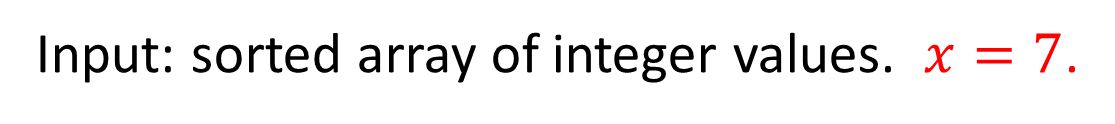 Input: sorted array of integer values. x = 7.